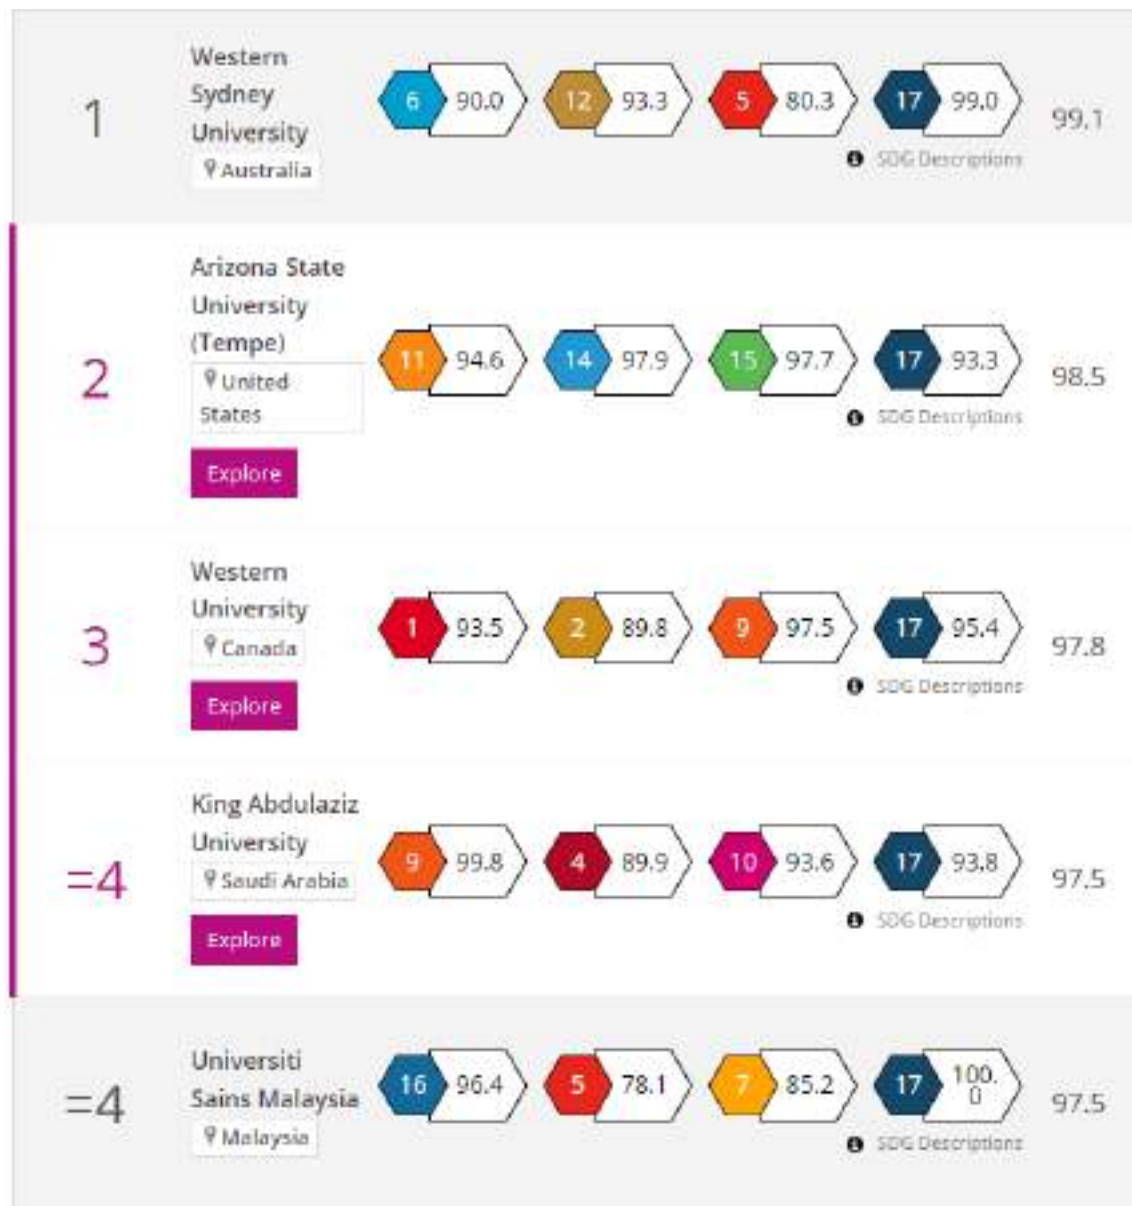 1
Western
Sydney
University
Australia
6 90.0 12 93.3 5 80.3 17 99.0
99.1
SDG Descriptions
2
Arizona State
University
(Tempe)
United
States
Explore
11 94.6 14 97.9 15 97.7 17 93.3
98.5
SDG Descriptions
3
Western
University
Canada
Explore
1 93.5 2 89.8 9 97.5 17 95.4
97.8
SDG Descriptions
=4
King Abdulaziz
University
Saudi Arabia
Explore
9 99.8 4 89.9 10 93.6 17 93.8
97.5
SDG Descriptions
=4
Universiti
Sains Malaysia
Malaysia
16 96.4 5 78.1 7 85.2 17 100.
0
97.5
SDG Descriptions